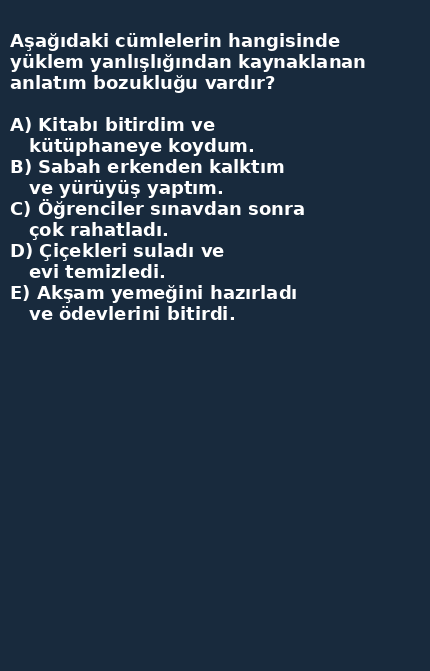 Aşağıdaki cümlelerin hangisinde
yüklem yanlışlığından kaynaklanan
anlatım bozukluğu vardır?
A) Kitabı bitirdim ve
kütüphaneye koydum.
B) Sabah erkenden kalktım
ve yürüyüş yaptım.
C) Öğrenciler sınavdan sonra
çok rahatladı.
D) Çiçekleri suladı ve
evi temizledi.
E) Akşam yemeğini hazırladı
ve ödevlerini bitirdi.